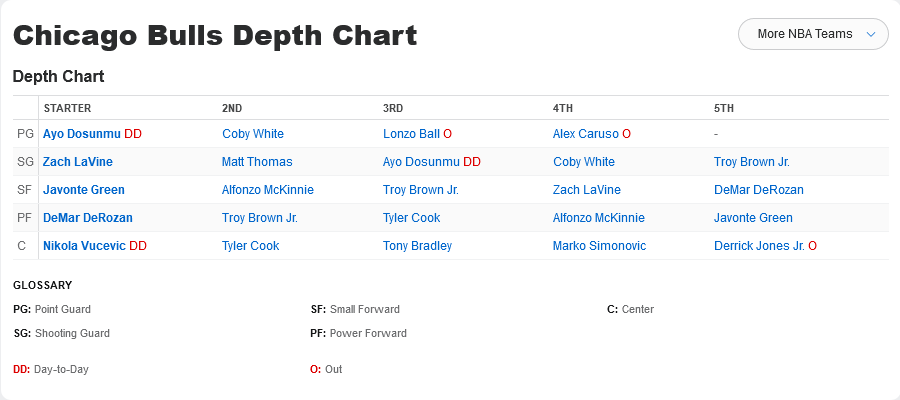 Chicago Bulls Depth Chart
More NBA Teams
Depth Chart
STARTER 2ND 3RD 4TH 5TH
PG Ayo Dosunmu DD Coby White Lonzo Ball O Alex Caruso O -
SG Zach LaVine Matt Thomas Ayo Dosunmu DD Coby White Troy Brown Jr.
SF Javonte Green Alfonzo McKinnie Troy Brown Jr. Zach LaVine DeMar DeRozan
PF DeMar DeRozan Troy Brown Jr. Tyler Cook Alfonzo McKinnie Javonte Green
C Nikola Vucevic DD Tyler Cook Tony Bradley Marko Simonovic Derrick Jones Jr. O
GLOSSARY
PG: Point Guard SF: Small Forward C: Center
SG: Shooting Guard PF: Power Forward
DD: Day-to-Day O: Out